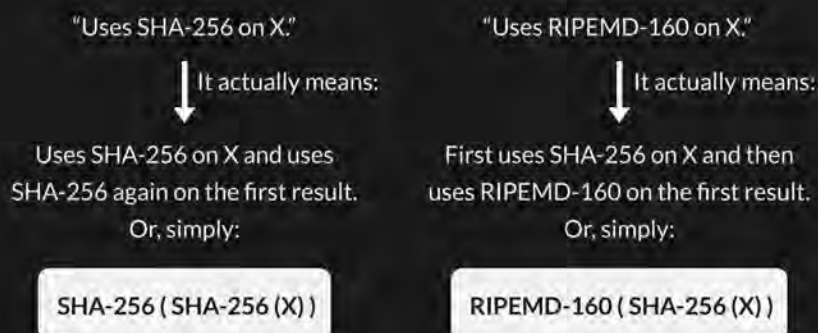 “Uses SHA-256 on X.”
It actually means:
Uses SHA-256 on X and uses
SHA-256 again on the first result.
Or, simply:
SHA-256 ( SHA-256 (X) )
“Uses RIPEMD-160 on X.”
It actually means:
First uses SHA-256 on X and then
uses RIPEMD-160 on the first result.
Or, simply:
RIPEMD-160 ( SHA-256 (X) )